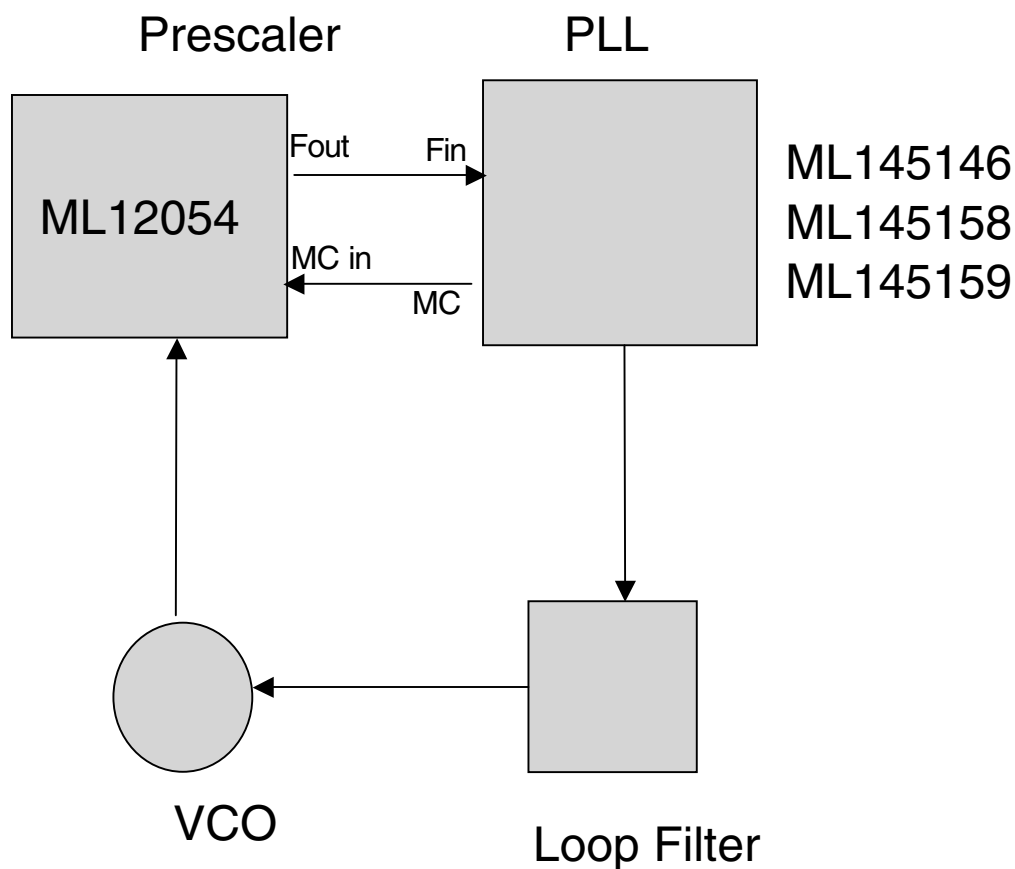 Prescaler
PLL
Fout
Fin
ML12054
MC in
MC
ML145146
ML145158
ML145159
VCO
Loop Filter